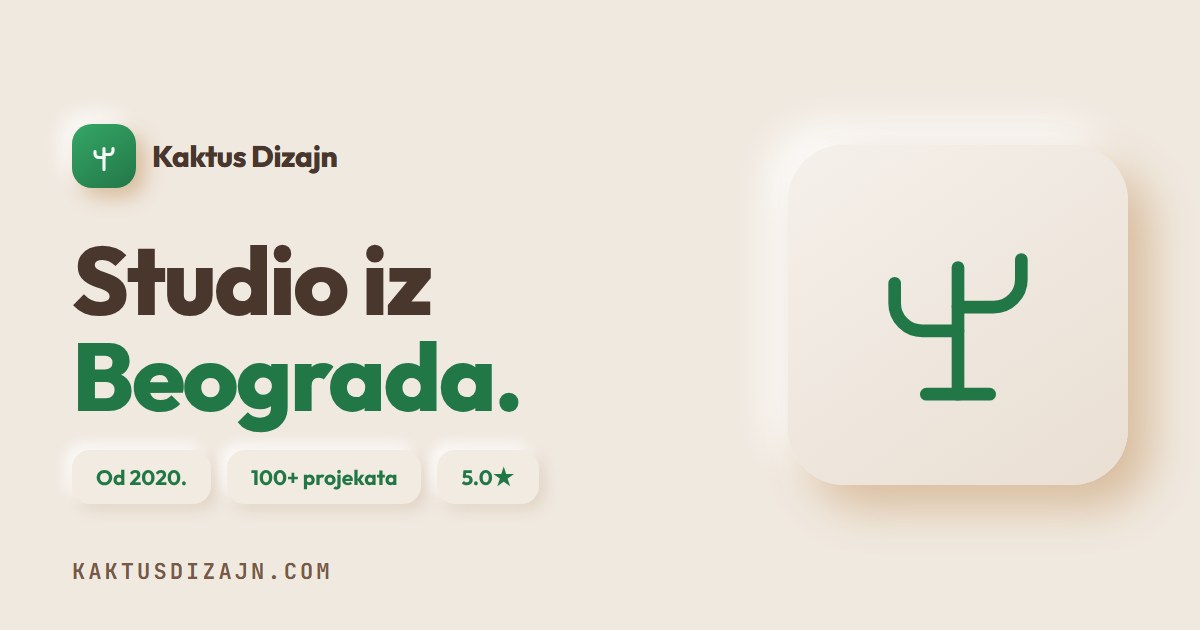 Kaktus Dizajn
Studio iz
Beograda.
Od 2020.
100+ projekata
5.0★
KAKTUSDIZAJN.COM